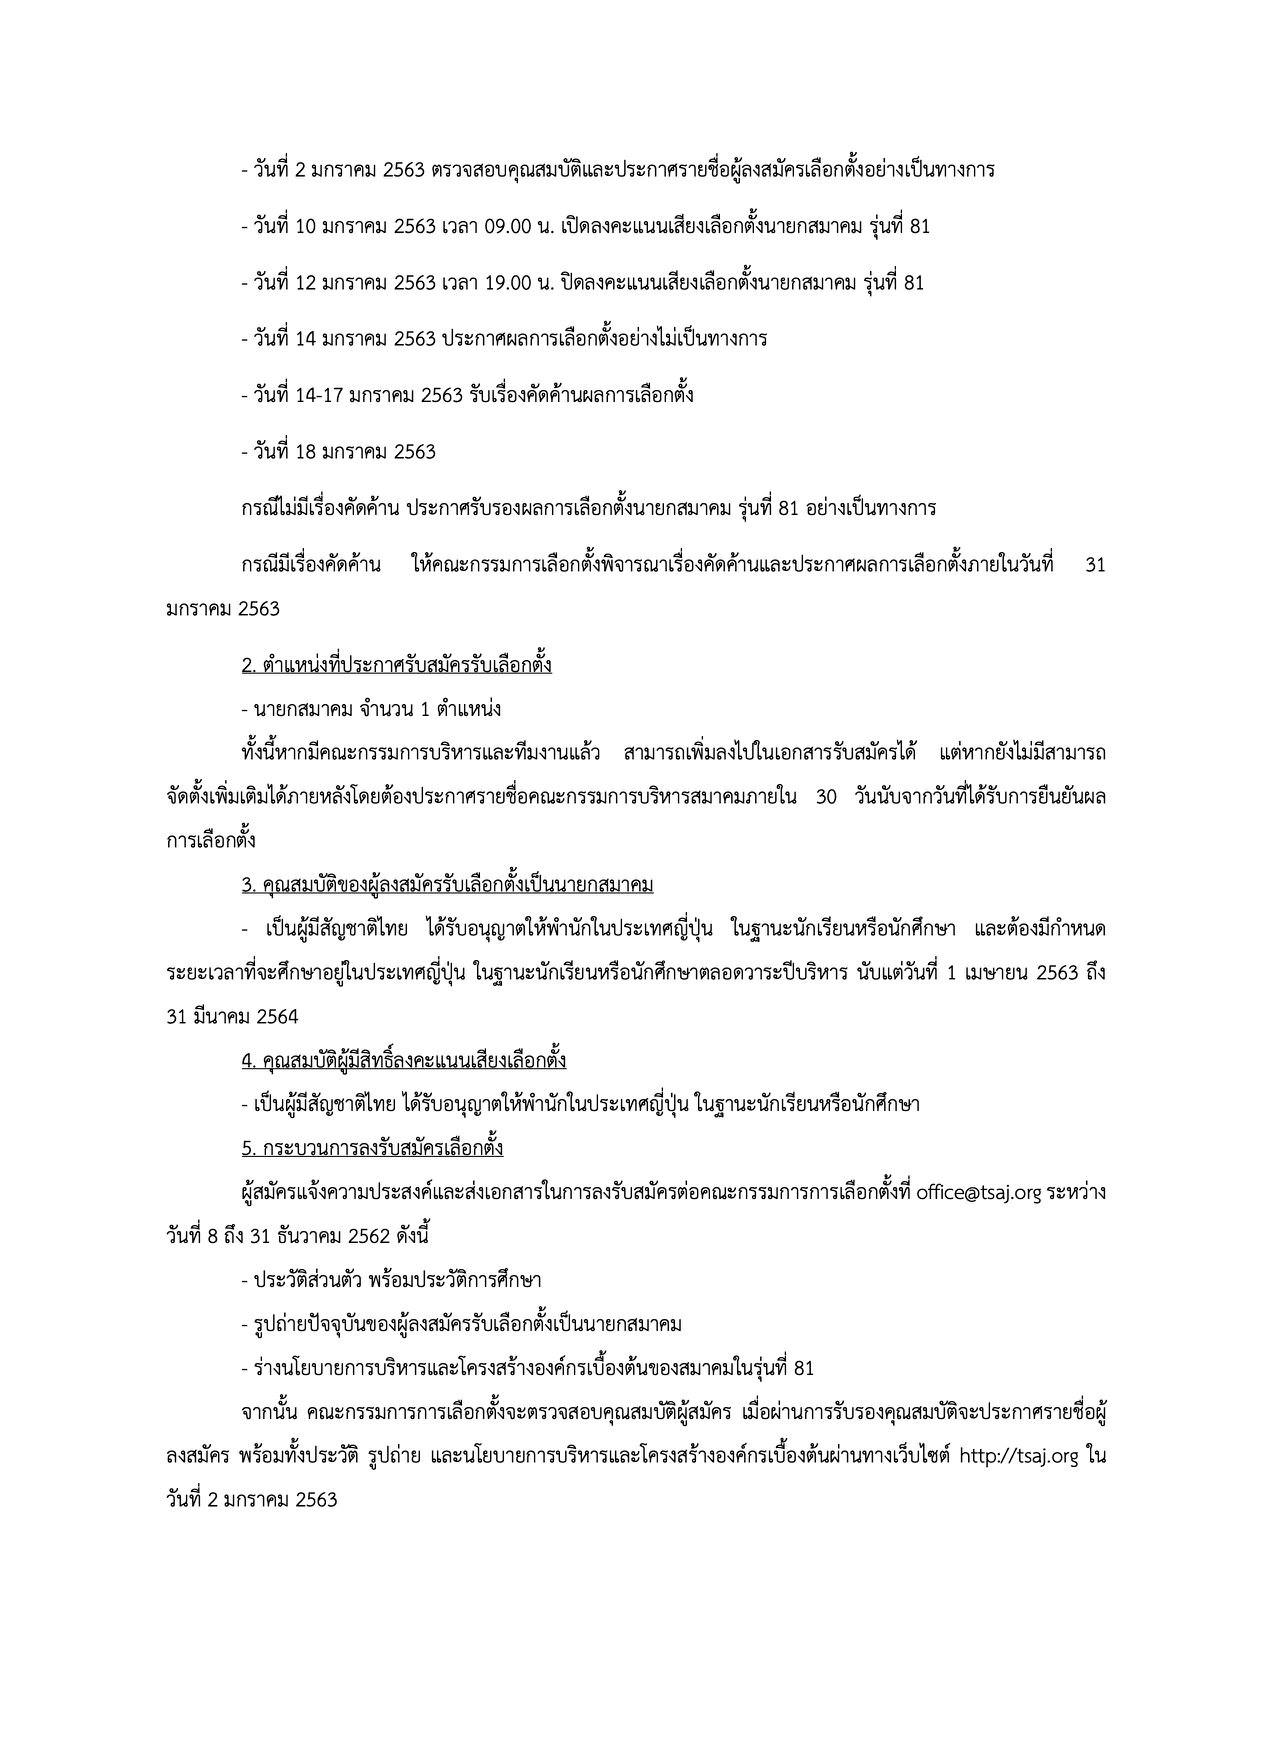 - วันที่ 2 มกราคม 2563 ตรวจสอบคุณสมบัติและประกาศรายชื่อผู้ลงสมัครเลือกตั้งอย่างเป็นทางการ
- วันที่ 10 มกราคม 2563 เวลา 09.00 น. เปิดลงคะแนนเสียงเลือกตั้งนายกสมาคม รุ่นที่ 81
- วันที่ 12 มกราคม 2563 เวลา 19.00 น. ปิดลงคะแนนเสียงเลือกตั้งนายกสมาคม รุ่นที่ 81
- วันที่ 14 มกราคม 2563 ประกาศผลการเลือกตั้งอย่างไม่เป็นทางการ
- วันที่ 14-17 มกราคม 2563 รับเรื่องคัดค้านผลการเลือกตั้ง
- วันที่ 18 มกราคม 2563
กรณีไม่มีเรื่องคัดค้าน ประกาศรับรองผลการเลือกตั้งนายกสมาคม รุ่นที่ 81 อย่างเป็นทางการ
กรณีมีเรื่องคัดค้าน ให้คณะกรรมการเลือกตั้งพิจารณาเรื่องคัดค้านและประกาศผลการเลือกตั้งภายในวันที่ 31
มกราคม 2563
2. ตำแหน่งที่ประกาศรับสมัครรับเลือกตั้ง
- นายกสมาคม จำนวน 1 ตำแหน่ง
ทั้งนี้หากมีคณะกรรมการบริหารและทีมงานแล้ว สามารถเพิ่มลงไปในเอกสารรับสมัครได้ แต่หากยังไม่มีสามารถ
จัดตั้งเพิ่มเติมได้ภายหลังโดยต้องประกาศรายชื่อคณะกรรมการบริหารสมาคมภายใน 30 วันนับจากวันที่ได้รับการยืนยันผล
การเลือกตั้ง
3. คุณสมบัติของผู้ลงสมัครรับเลือกตั้งเป็นนายกสมาคม
- เป็นผู้มีสัญชาติไทย ได้รับอนุญาตให้พำนักในประเทศญี่ปุ่น ในฐานะนักเรียนหรือนักศึกษา และต้องมีกำหนด
ระยะเวลาที่จะศึกษาอยู่ในประเทศญี่ปุ่น ในฐานะนักเรียนหรือนักศึกษาตลอดวาระปีบริหาร นับแต่วันที่ 1 เมษายน 2563 ถึง
31 มีนาคม 2564
4. คุณสมบัติผู้มีสิทธิ์ลงคะแนนเสียงเลือกตั้ง
- เป็นผู้มีสัญชาติไทย ได้รับอนุญาตให้พำนักในประเทศญี่ปุ่น ในฐานะนักเรียนหรือนักศึกษา
5. กระบวนการลงรับสมัครเลือกตั้ง
ผู้สมัครแจ้งความประสงค์และส่งเอกสารในการลงรับสมัครต่อคณะกรรมการการเลือกตั้งที่ office@tsaj.org ระหว่าง
วันที่ 8 ถึง 31 ธันวาคม 2562 ดังนี้
- ประวัติส่วนตัว พร้อมประวัติการศึกษา
- รูปถ่ายปัจจุบันของผู้ลงสมัครรับเลือกตั้งเป็นนายกสมาคม
- ร่างนโยบายการบริหารและโครงสร้างองค์กรเบื้องต้นของสมาคมในรุ่นที่ 81
จากนั้น คณะกรรมการการเลือกตั้งจะตรวจสอบคุณสมบัติผู้สมัคร เมื่อผ่านการรับรองคุณสมบัติจะประกาศรายชื่อผู้
ลงสมัคร พร้อมทั้งประวัติ รูปถ่าย และนโยบายการบริหารและโครงสร้างองค์กรเบื้องต้นผ่านทางเว็บไซต์ http://tsaj.org ใน
วันที่ 2 มกราคม 2563